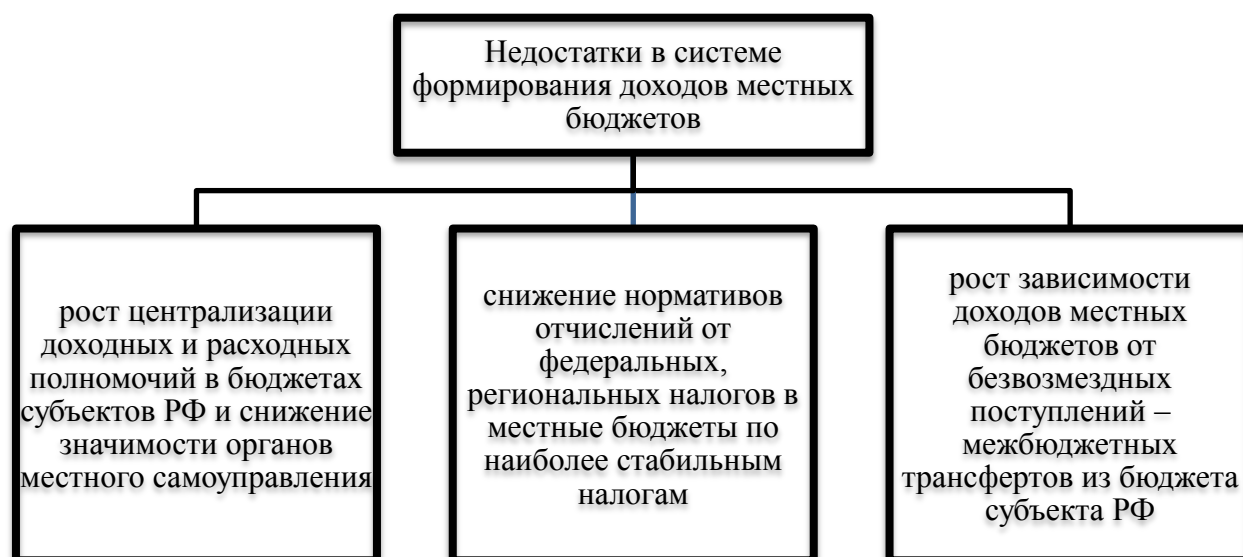 Недостатки в системе
формирования доходов местных
бюджетов
рост централизации
доходных и расходных
полномочий в бюджетах
субъектов РФ и снижение
значимости органов
местного самоуправления
снижение нормативов
отчислений от
федеральных,
региональных налогов в
местные бюджеты по
наиболее стабильным
налогам
рост зависимости
доходов местных
бюджетов от
безвозмездных
поступлений –
межбюджетных
трансфертов из бюджета
субъекта РФ